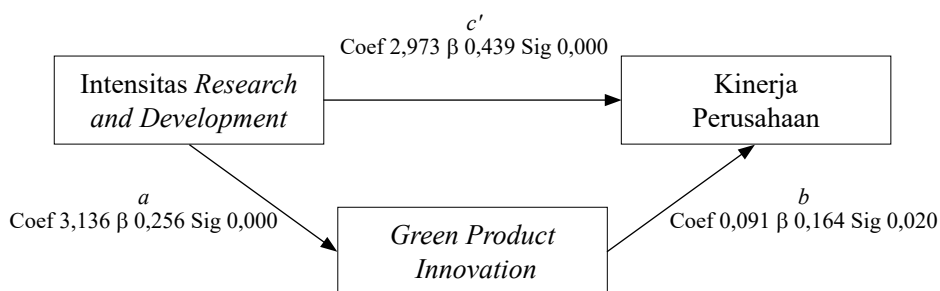 c'
Coef 2,973 β 0,439 Sig 0,000
Intensitas Research
and Development
Kinerja
Perusahaan
a
Coef 3,136 β 0,256 Sig 0,000
b
Coef 0,091 β 0,164 Sig 0,020
Green Product
Innovation